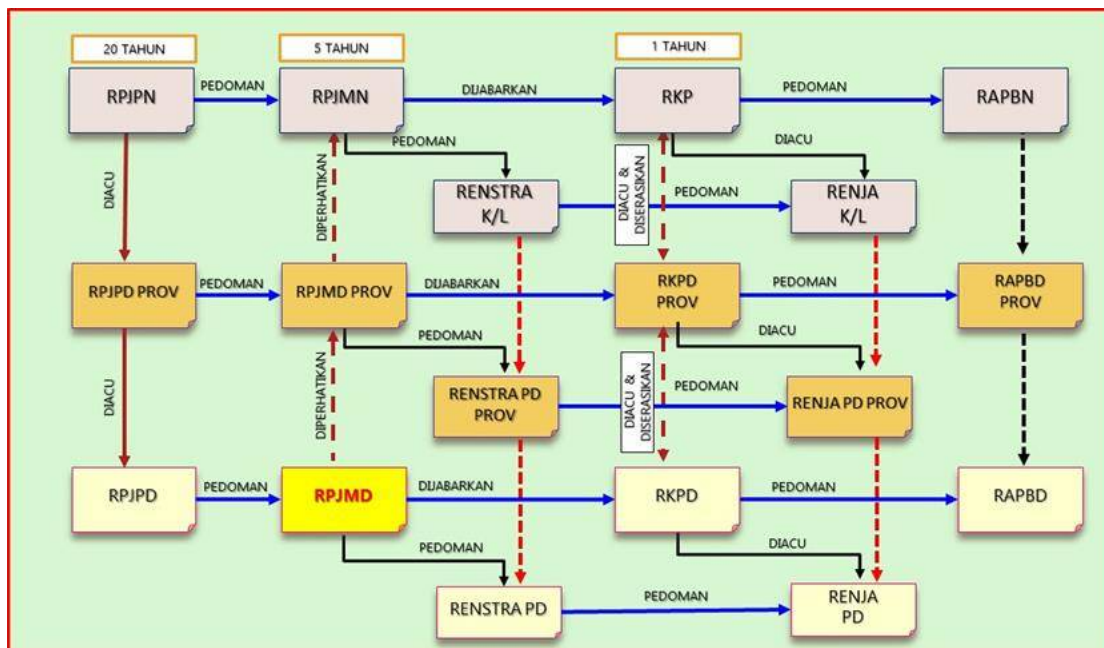 20 TAHUN
5 TAHUN
1 TAHUN
RPJPN
PEDOMAN
RPJMN
DIJABARKAN
RKP
PEDOMAN
RAPBN
DIACU
DIPERHATIKAN
PEDOMAN
RENSTRA
K/L
DIACU &
DISERASIKAN
PEDOMAN
DIACU
RENJA
K/L
RPJPD PROV
PEDOMAN
RPJMD PROV
DIJABARKAN
RKPD
PROV
PEDOMAN
RAPBD
PROV
DIACU
DIPERHATIKAN
PEDOMAN
RENSTRA PD
PROV
DIACU &
DISERASIKAN
PEDOMAN
DIACU
RENJA PD PROV
RPJPD
PEDOMAN
RPJMD
DIJABARKAN
RKPD
PEDOMAN
RAPBD
PEDOMAN
RENSTRA PD
PEDOMAN
DIACU
RENJA
PD